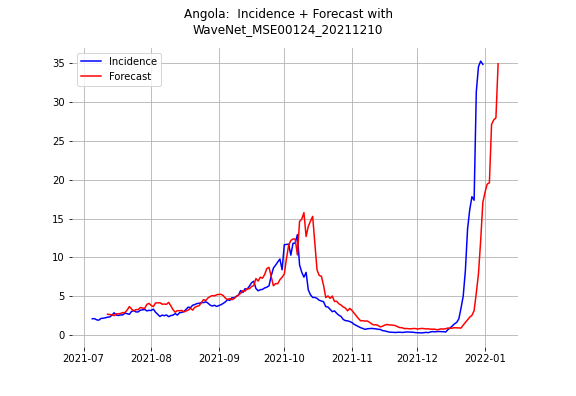 Angola:  Incidence + Forecast with
WaveNet_MSE00124_20211210
Incidence
Forecast
35
30
25
20
15
10
5
0
2021-07 2021-08 2021-09 2021-10 2021-11 2021-12 2022-01